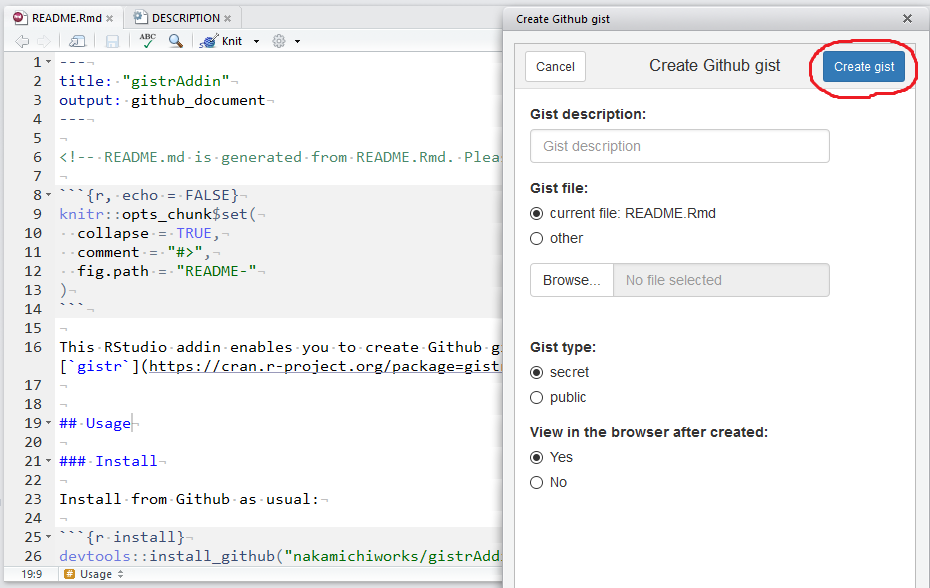 README.Rmd
DESCRIPTION
ABC
Knit
1 ---
2 title: "gistrAddin"
3 output: github_document
4 ---
5
6 <!-- README.md is generated from README.Rmd. Plea
7
8 ```{r, echo = FALSE}
9 knitr::opts_chunk$set(
10 collapse = TRUE,
11 comment = "#>",
12 fig.path = "README-"
13 )
14 ```
15
16 This RStudio addin enables you to create Github g
[`gistr`](https://cran.r-project.org/package=gist
17
18
19 ## Usage
20
21 ### Install
22
23 Install from Github as usual:
24
25 ```{r install}
26 devtools::install_github("nakamichiworks/gistrAdd
19:9 # Usage
Create Github gist
Cancel Create Github gist Create gist
Gist description:
Gist description
Gist file:
current file: README.Rmd
other
Browse... No file selected
Gist type:
secret
public
View in the browser after created:
Yes
No